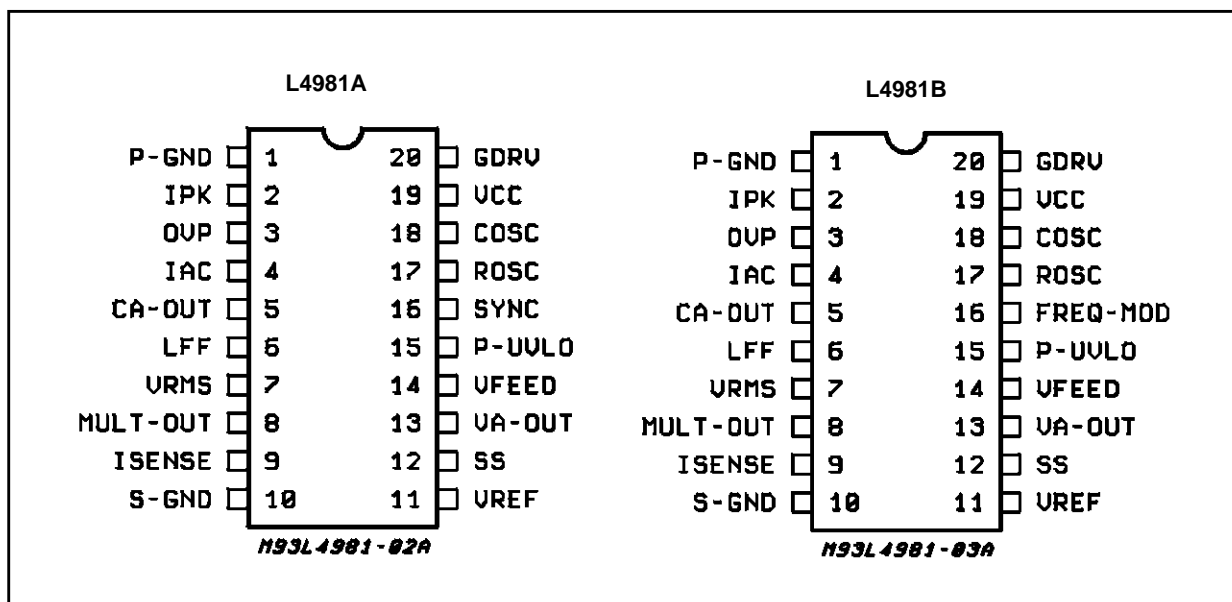 L4981A
P-GND 1 20 GDRV
IPK 2 19 VCC
OVP 3 18 COSC
IAC 4 17 ROSC
CA-OUT 5 16 SYNC
LFF 6 15 P-UVLO
VRMS 7 14 VFEED
MULT-OUT 8 13 VA-OUT
ISENSE 9 12 SS
S-GND 10 11 VREF
M93L4981-02A
L4981B
P-GND 1 20 GDRV
IPK 2 19 VCC
OVP 3 18 COSC
IAC 4 17 ROSC
CA-OUT 5 16 FREQ-MOD
LFF 6 15 P-UVLO
VRMS 7 14 VFEED
MULT-OUT 8 13 VA-OUT
ISENSE 9 12 SS
S-GND 10 11 VREF
M93L4981-03A